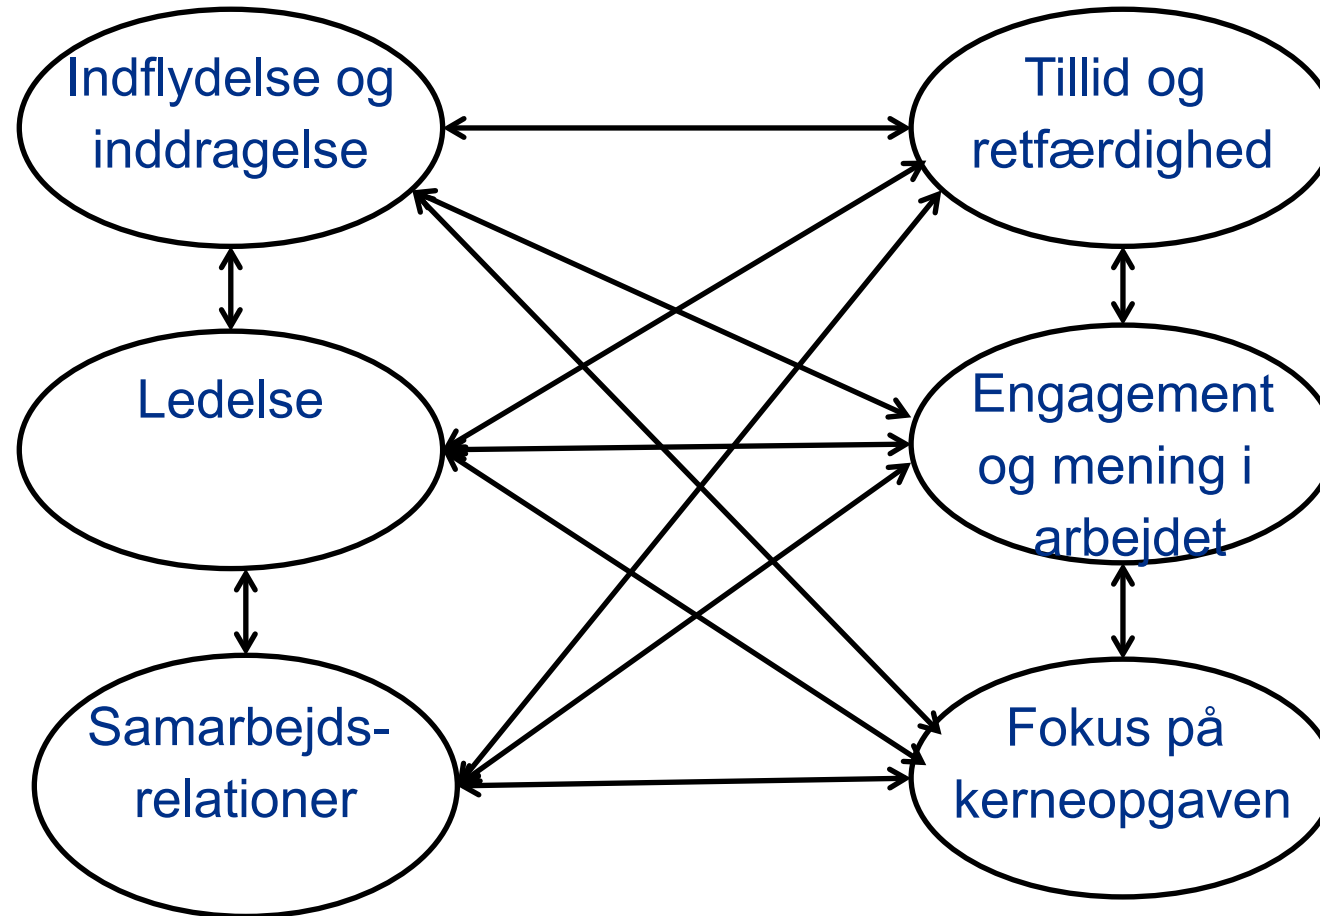 Indflydelse og
inddragelse
Tillid og
retfærdighed
Ledelse
Engagement
og mening i
arbejdet
Samarbejds-
relationer
Fokus på
kerneopgaven